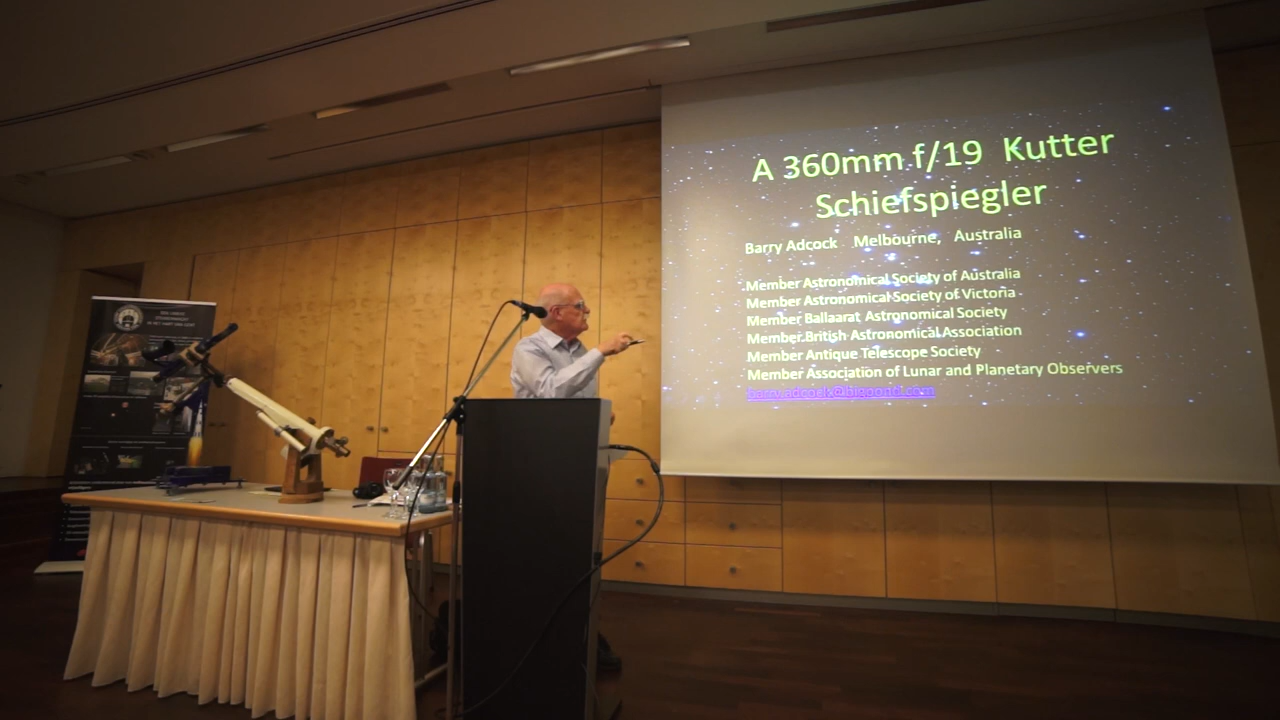 A 360mm f/19 Kutter
Schiefspiegler
Barry Adcock Melbourne, Australia
Member Astronomical Society of Australia
Member Astronomical Society of Victoria
Member Ballaarat Astronomical Society
Member British Astronomical Association
Member Antique Telescope Society
Member Association of Lunar and Planetary Observers